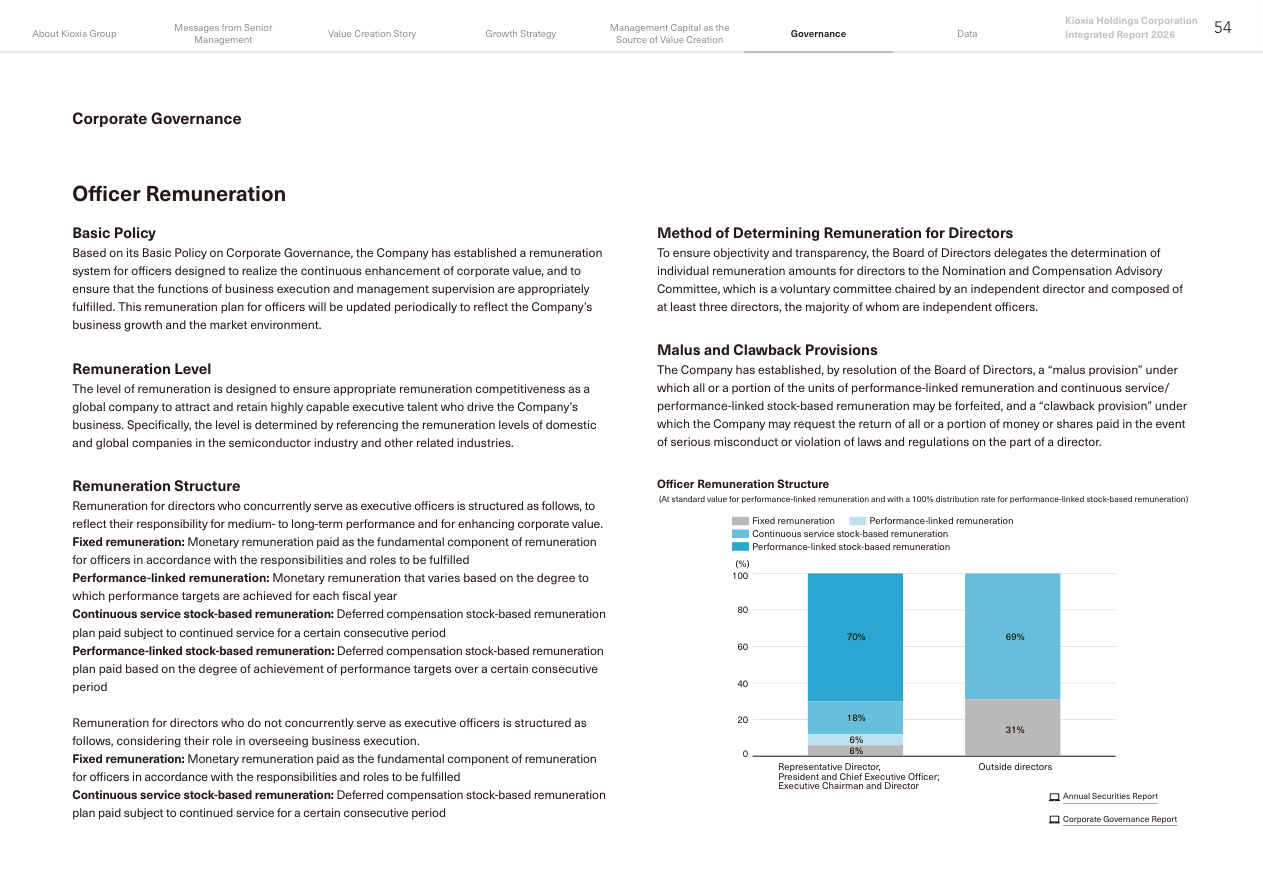 About Kioxia Group
Messages from Senior
Management
Value Creation Story
Growth Strategy
Management Capital as the
Source of Value Creation
Governance
Data
Kioxia Holdings Corporation
Integrated Report 2026
54
Corporate Governance
Officer Remuneration
Basic Policy
Based on its Basic Policy on Corporate Governance, the Company has established a remuneration
system for officers designed to realize the continuous enhancement of corporate value, and to
ensure that the functions of business execution and management supervision are appropriately
fulfilled. This remuneration plan for officers will be updated periodically to reflect the Company's
business growth and the market environment.
Remuneration Level
The level of remuneration is designed to ensure appropriate remuneration competitiveness as a
global company to attract and retain highly capable executive talent who drive the Company's
business. Specifically, the level is determined by referencing the remuneration levels of domestic
and global companies in the semiconductor industry and other related industries.
Remuneration Structure
Remuneration for directors who concurrently serve as executive officers is structured as follows, to
reflect their responsibility for medium- to long-term performance and for enhancing corporate value.
Fixed remuneration: Monetary remuneration paid as the fundamental component of remuneration
for officers in accordance with the responsibilities and roles to be fulfilled
Performance-linked remuneration: Monetary remuneration that varies based on the degree to
which performance targets are achieved for each fiscal year
Continuous service stock-based remuneration: Deferred compensation stock-based remuneration
plan paid subject to continued service for a certain consecutive period
Performance-linked stock-based remuneration: Deferred compensation stock-based remuneration
plan paid based on the degree of achievement of performance targets over a certain consecutive
period
Remuneration for directors who do not concurrently serve as executive officers is structured as
follows, considering their role in overseeing business execution.
Fixed remuneration: Monetary remuneration paid as the fundamental component of remuneration
for officers in accordance with the responsibilities and roles to be fulfilled
Continuous service stock-based remuneration: Deferred compensation stock-based remuneration
plan paid subject to continued service for a certain consecutive period
Method of Determining Remuneration for Directors
To ensure objectivity and transparency, the Board of Directors delegates the determination of
individual remuneration amounts for directors to the Nomination and Compensation Advisory
Committee, which is a voluntary committee chaired by an independent director and composed of
at least three directors, the majority of whom are independent officers.
Malus and Clawback Provisions
The Company has established, by resolution of the Board of Directors, a “malus provision” under
which all or a portion of the units of performance-linked remuneration and continuous service/
performance-linked stock-based remuneration may be forfeited, and a “clawback provision” under
which the Company may request the return of all or a portion of money or shares paid in the event
of serious misconduct or violation of laws and regulations on the part of a director.
Officer Remuneration Structure
(At standard value for performance-linked remuneration and with a 100% distribution rate for performance-linked stock-based remuneration)
Fixed remuneration
Performance-linked remuneration
Continuous service stock-based remuneration
Performance-linked stock-based remuneration
(%)
100
80
60
40
20
0
70%
18%
6%
6%
69%
31%
Representative Director,
President and Chief Executive Officer;
Executive Chairman and Director
Outside directors
Annual Securities Report
Corporate Governance Report